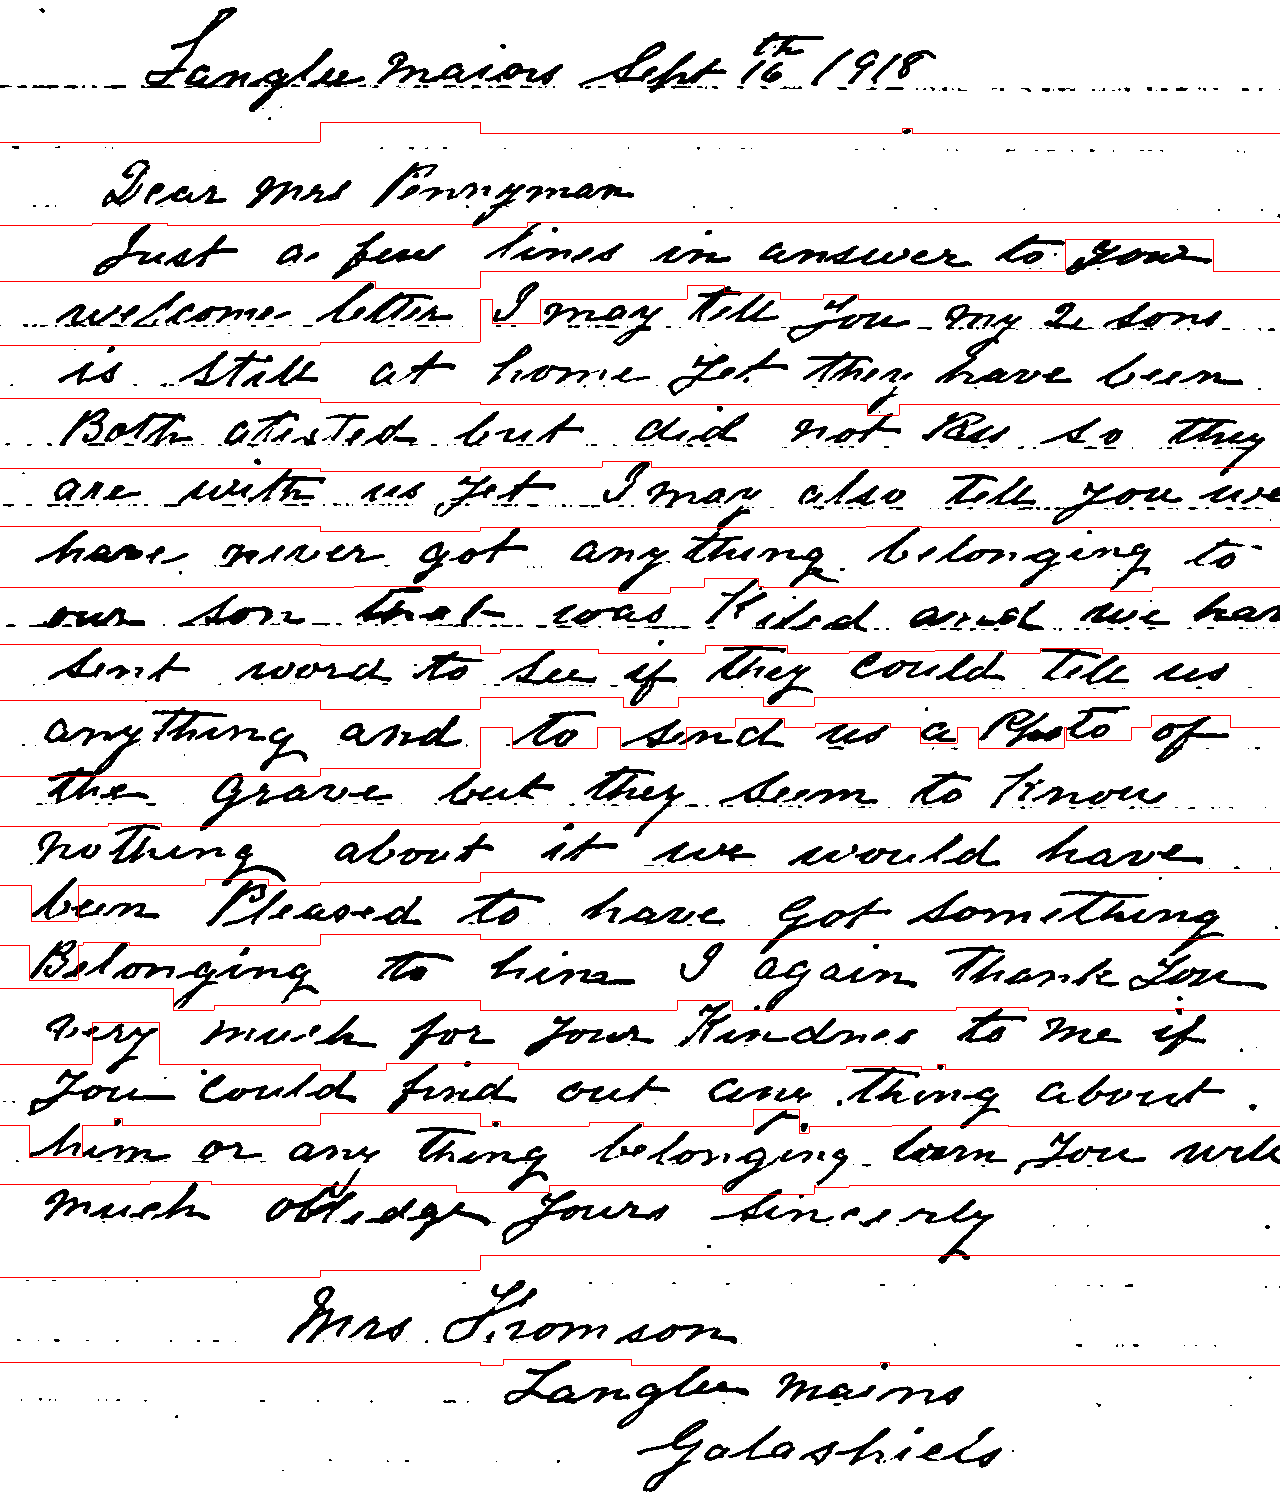 Langlee Maiors Sept 16th 1918
Dear Mrs Pennyman
Just a few lines in answer to your
welcome letter I may tell you my 2 sons
is still at home yet they have been
Both atested but did not Pass so they
are with us yet I may also tell you we
have never got any thing belonging to
our son that was Killed and we have
sent word to see if they could tell us
anything and to send us a Photo of
the grave but they seem to Know
nothing about it we would have
been Pleased to have got something
Belonging to him I again thank you
very much for your Kindnes to me if
you could find out any thing about
him or any thing belonging him you will
much obledge yours sincerly
Mrs Thomson
Langlee Mains
Galashiels